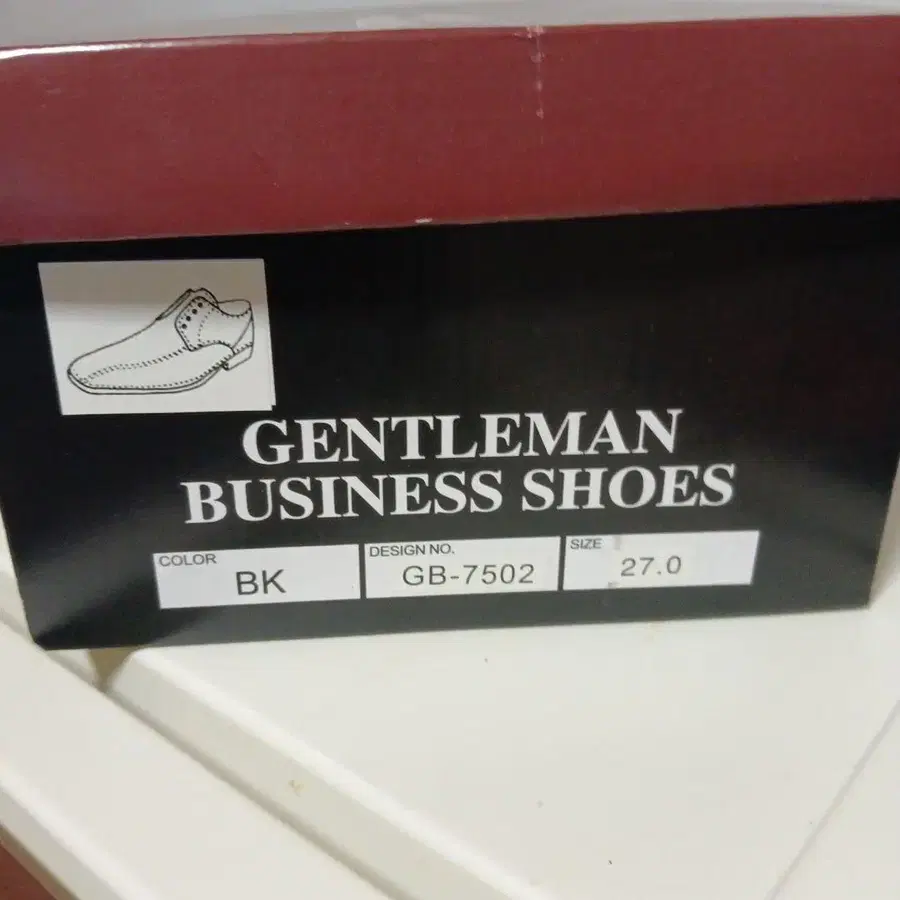 GENTLEMAN
BUSINESS SHOES
COLOR
BK
DESIGN NO.
GB-7502
SIZE
27.0